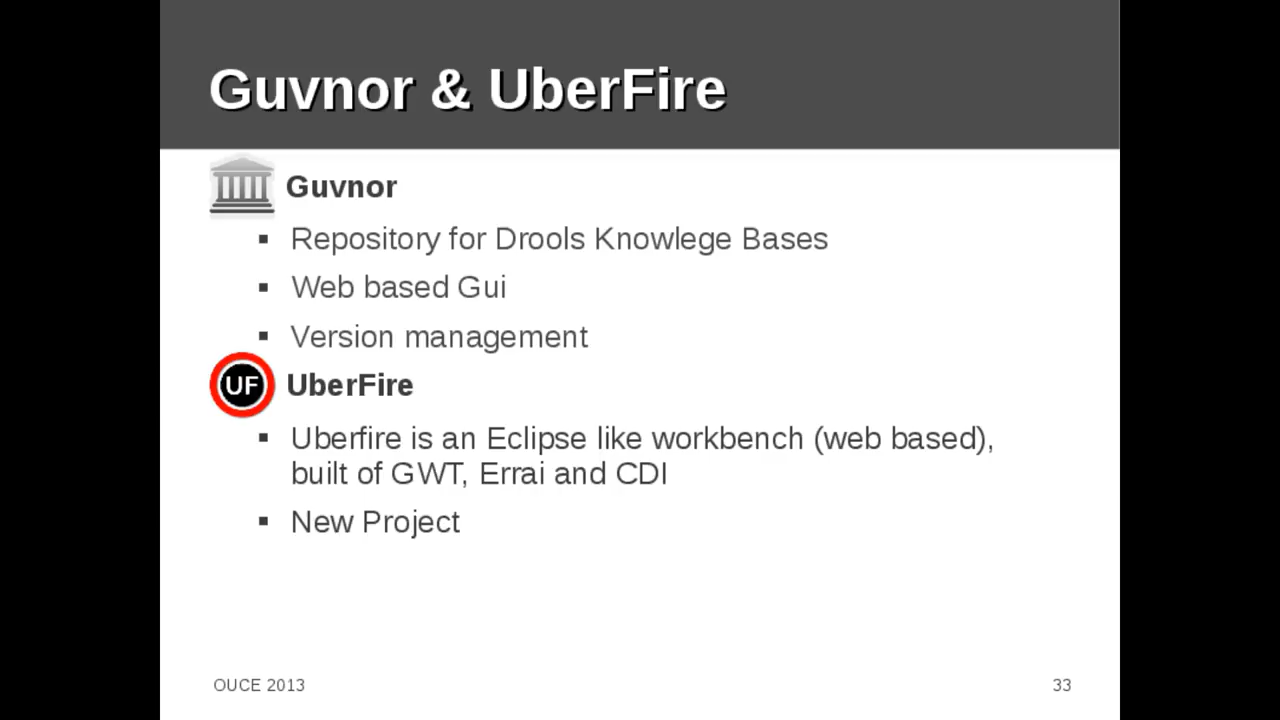 Guvnor & UberFire
Guvnor
▪ Repository for Drools Knowlege Bases
▪ Web based Gui
▪ Version management
UF
UberFire
▪ Uberfire is an Eclipse like workbench (web based),
built of GWT, Errai and CDI
▪ New Project
OUCE 2013
33